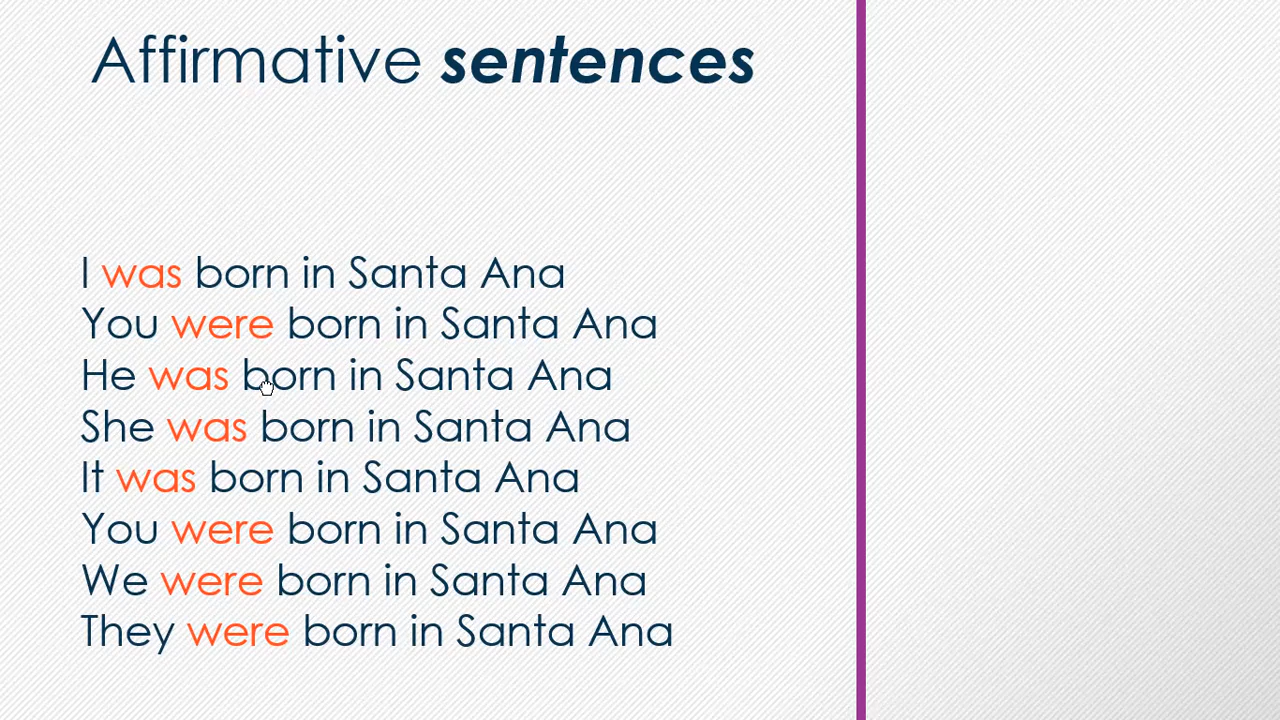 Affirmative sentences
I was born in Santa Ana
You were born in Santa Ana
He was born in Santa Ana
She was born in Santa Ana
It was born in Santa Ana
You were born in Santa Ana
We were born in Santa Ana
They were born in Santa Ana